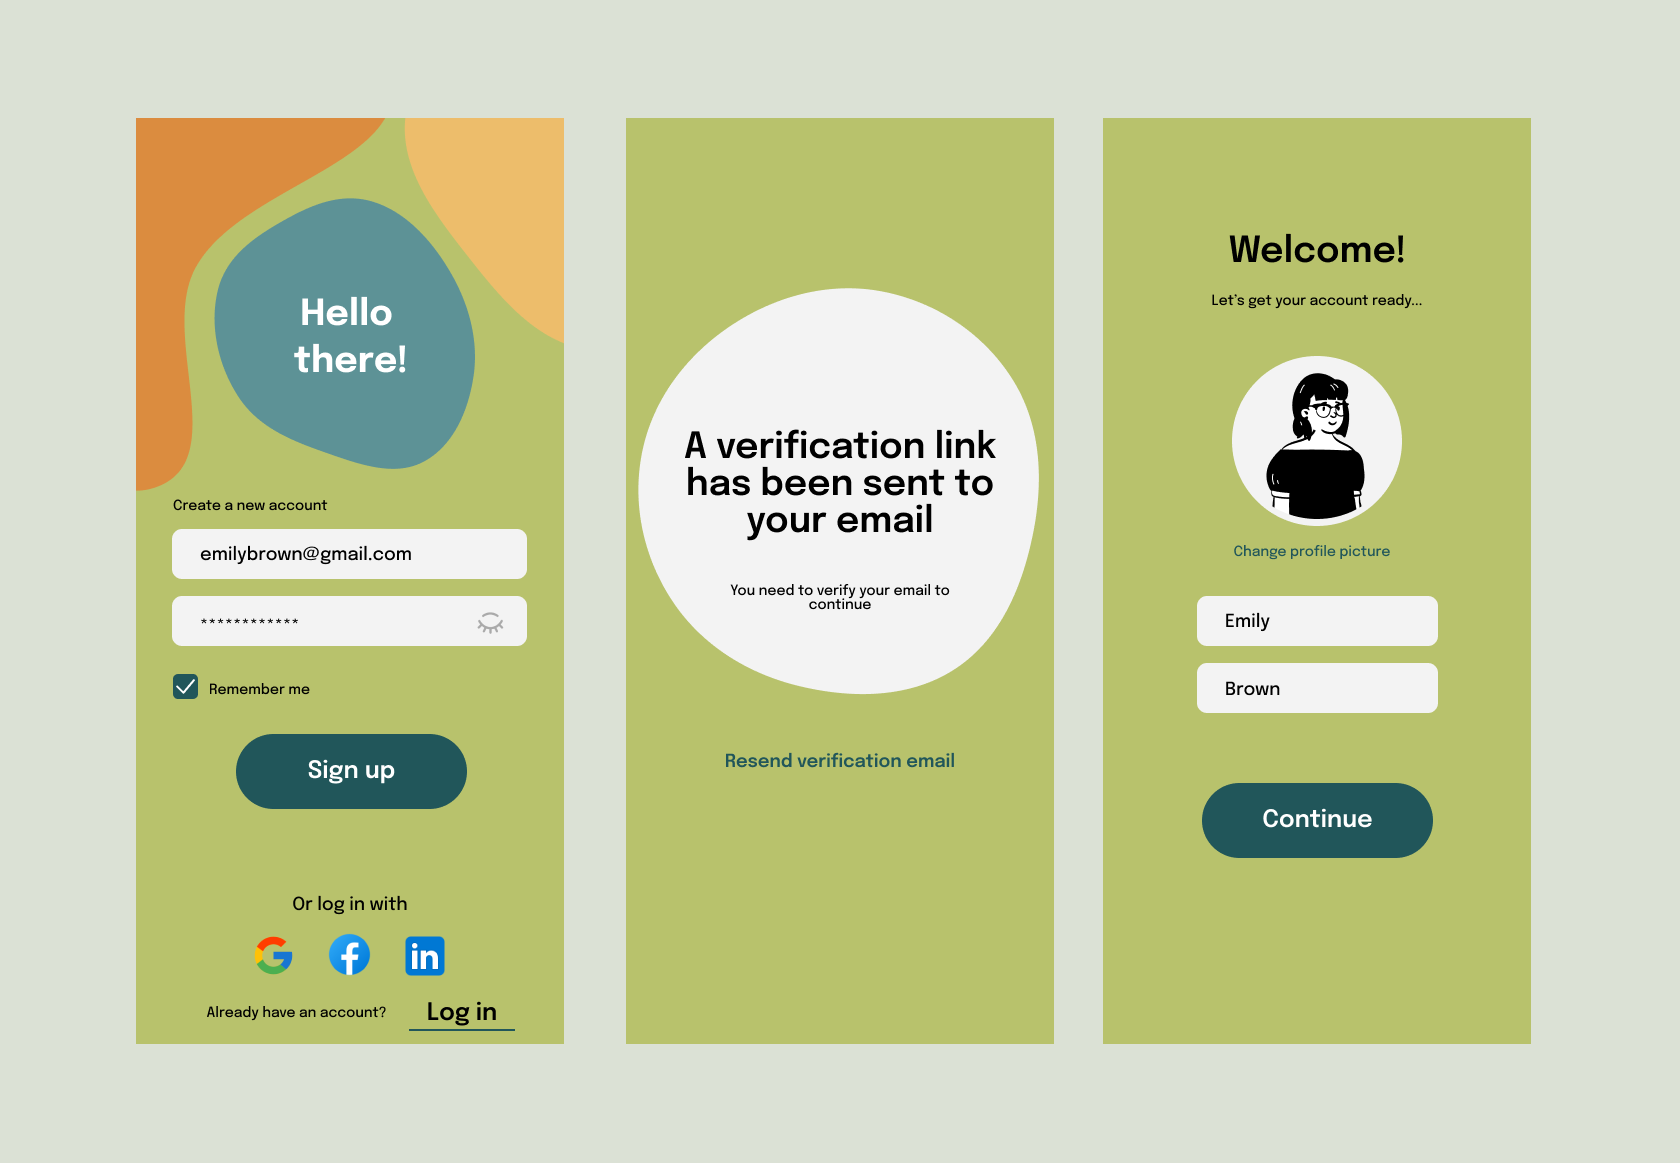 Hello
there!
Create a new account
emilybrown@gmail.com
************
Remember me
Sign up
Or log in with
G
f
in
Already have an account?
Log in
A verification link
has been sent to
your email
You need to verify your email to
continue
Resend verification email
Welcome!
Let’s get your account ready...
Change profile picture
Emily
Brown
Continue